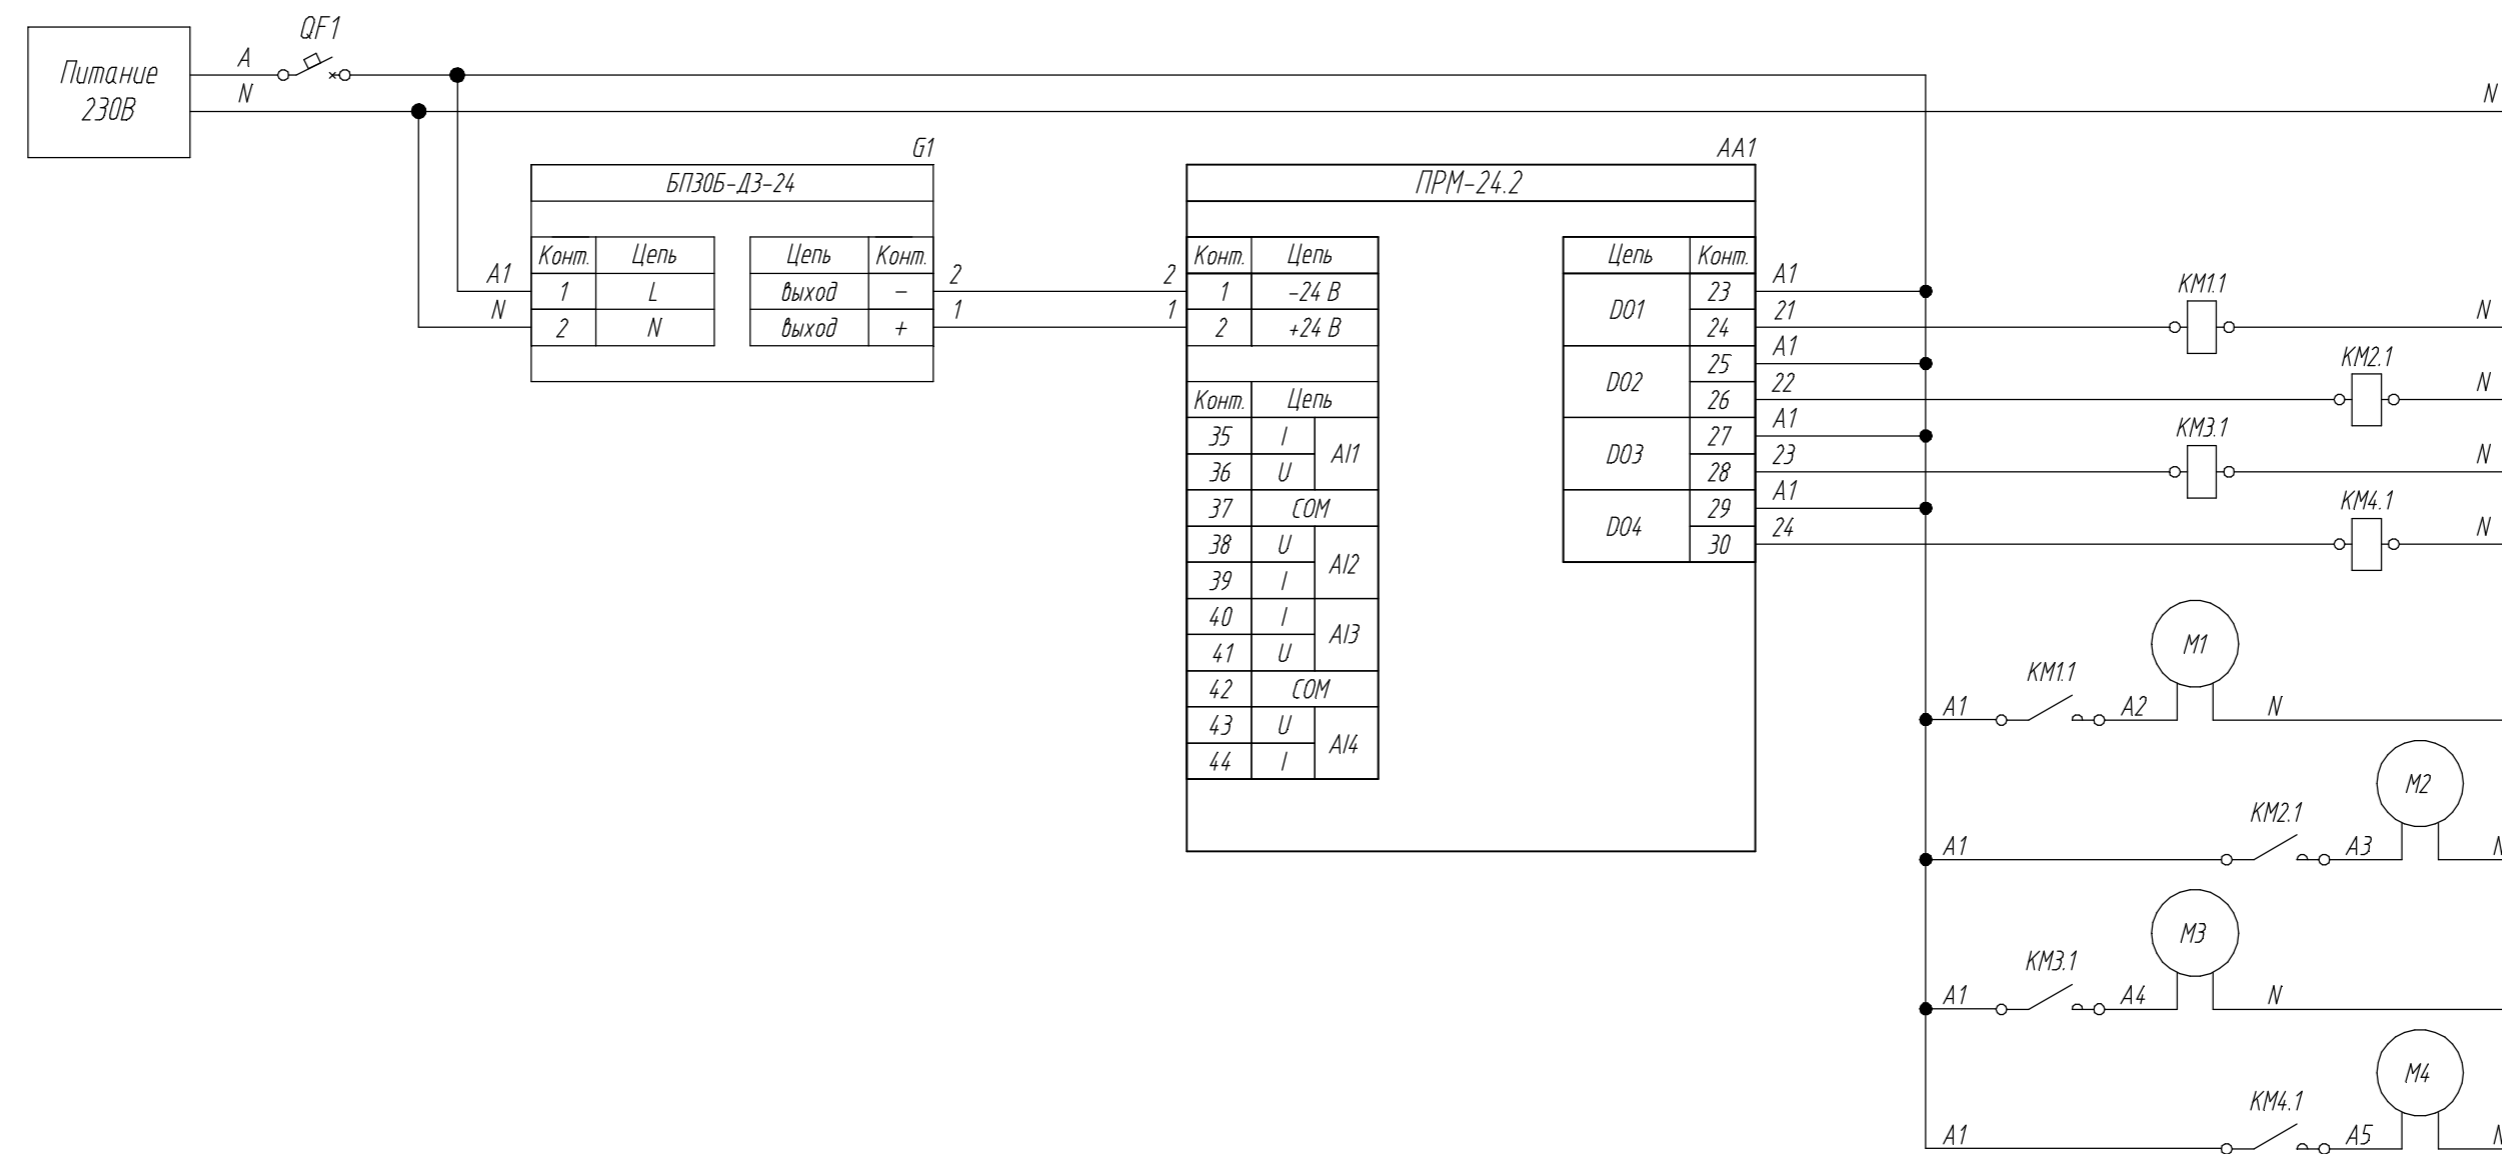 QF1
Питание
230В
A
N
N
G1
БП30Б-Д3-24
Конт. Цепь Цепь Конт.
A1 1 L выход - 2
N 2 N выход + 1
AA1
ПРМ-24.2
Конт. Цепь
2 1 -24 В
1 2 +24 В
Конт. Цепь
35 I AI1
36 U
37 COM
38 U AI2
39 I
40 I AI3
41 U
42 COM
43 U AI4
44 I
Цепь Конт.
DO1 23 A1
24 21
DO2 25 A1
26 22
DO3 27 A1
28 23
DO4 29 A1
30 24
KM1.1
N
KM2.1
N
KM3.1
N
KM4.1
N
M1
KM1.1
A1 A2 N
M2
KM2.1
A1 A3 N
M3
KM3.1
A1 A4 N
M4
KM4.1
A1 A5 N